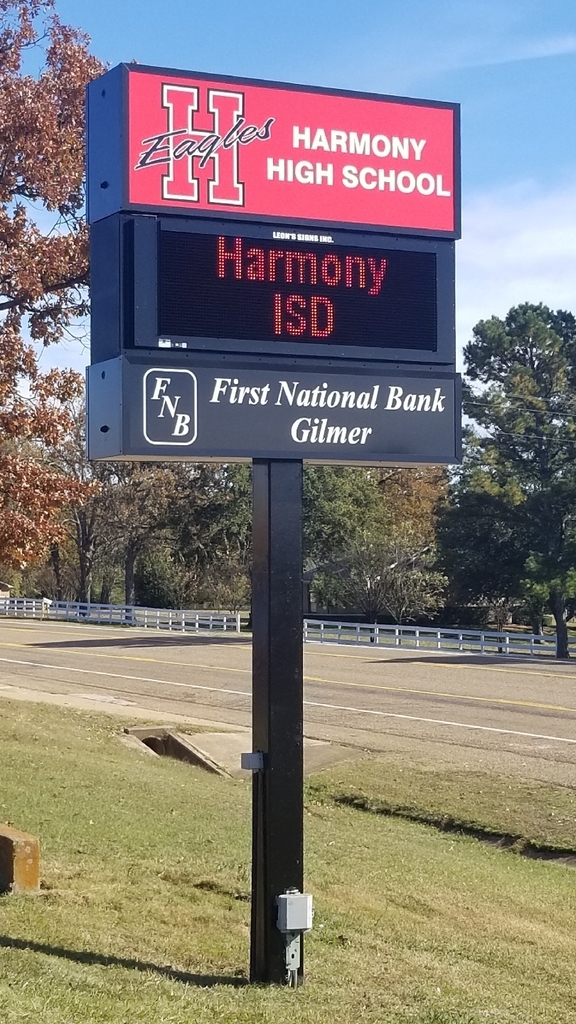 H
Eagles
HARMONY
HIGH SCHOOL
LEON'S SIGNS INC.
Harmony
ISD
FNB
First National Bank
Gilmer